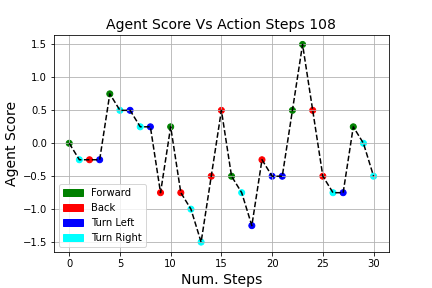 Agent Score Vs Action Steps 108
Agent Score
1.5
1.0
0.5
0.0
−0.5
−1.0
−1.5
Forward
Back
Turn Left
Turn Right
0 5 10 15 20 25 30
Num. Steps